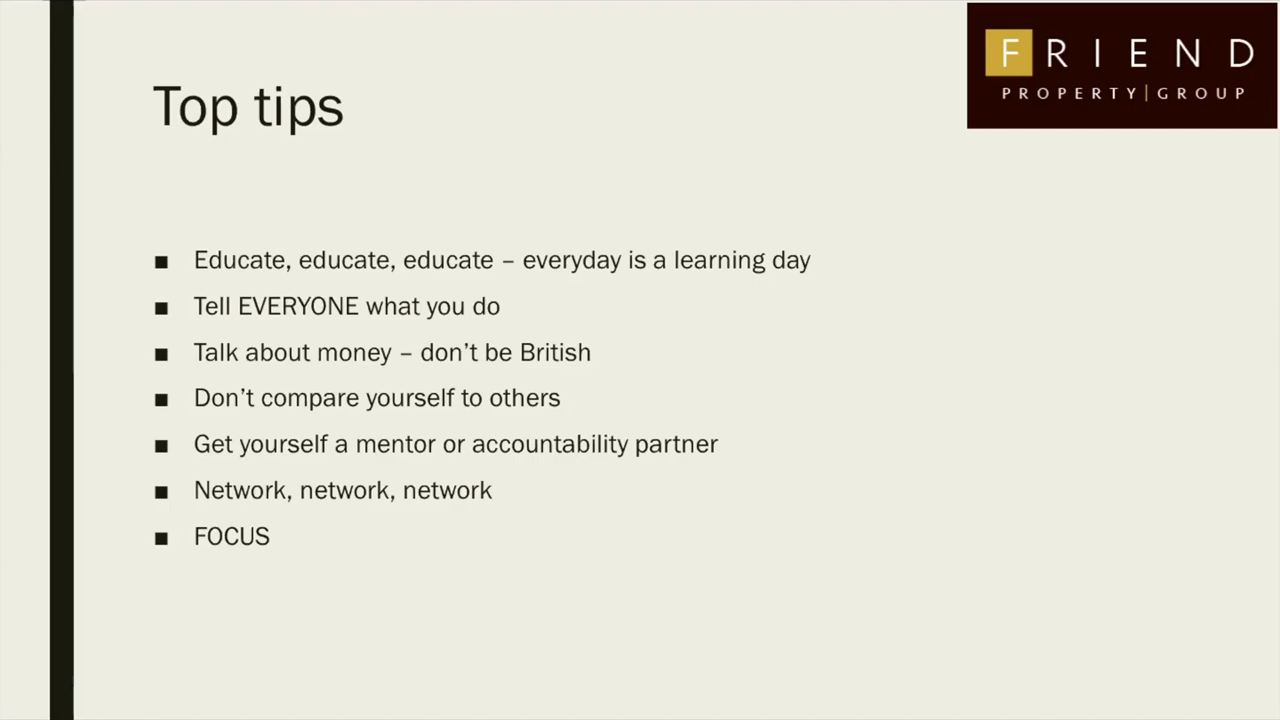 FRIEND
PROPERTY|GROUP
Top tips
■ Educate, educate, educate – everyday is a learning day
■ Tell EVERYONE what you do
■ Talk about money – don’t be British
■ Don’t compare yourself to others
■ Get yourself a mentor or accountability partner
■ Network, network, network
■ FOCUS